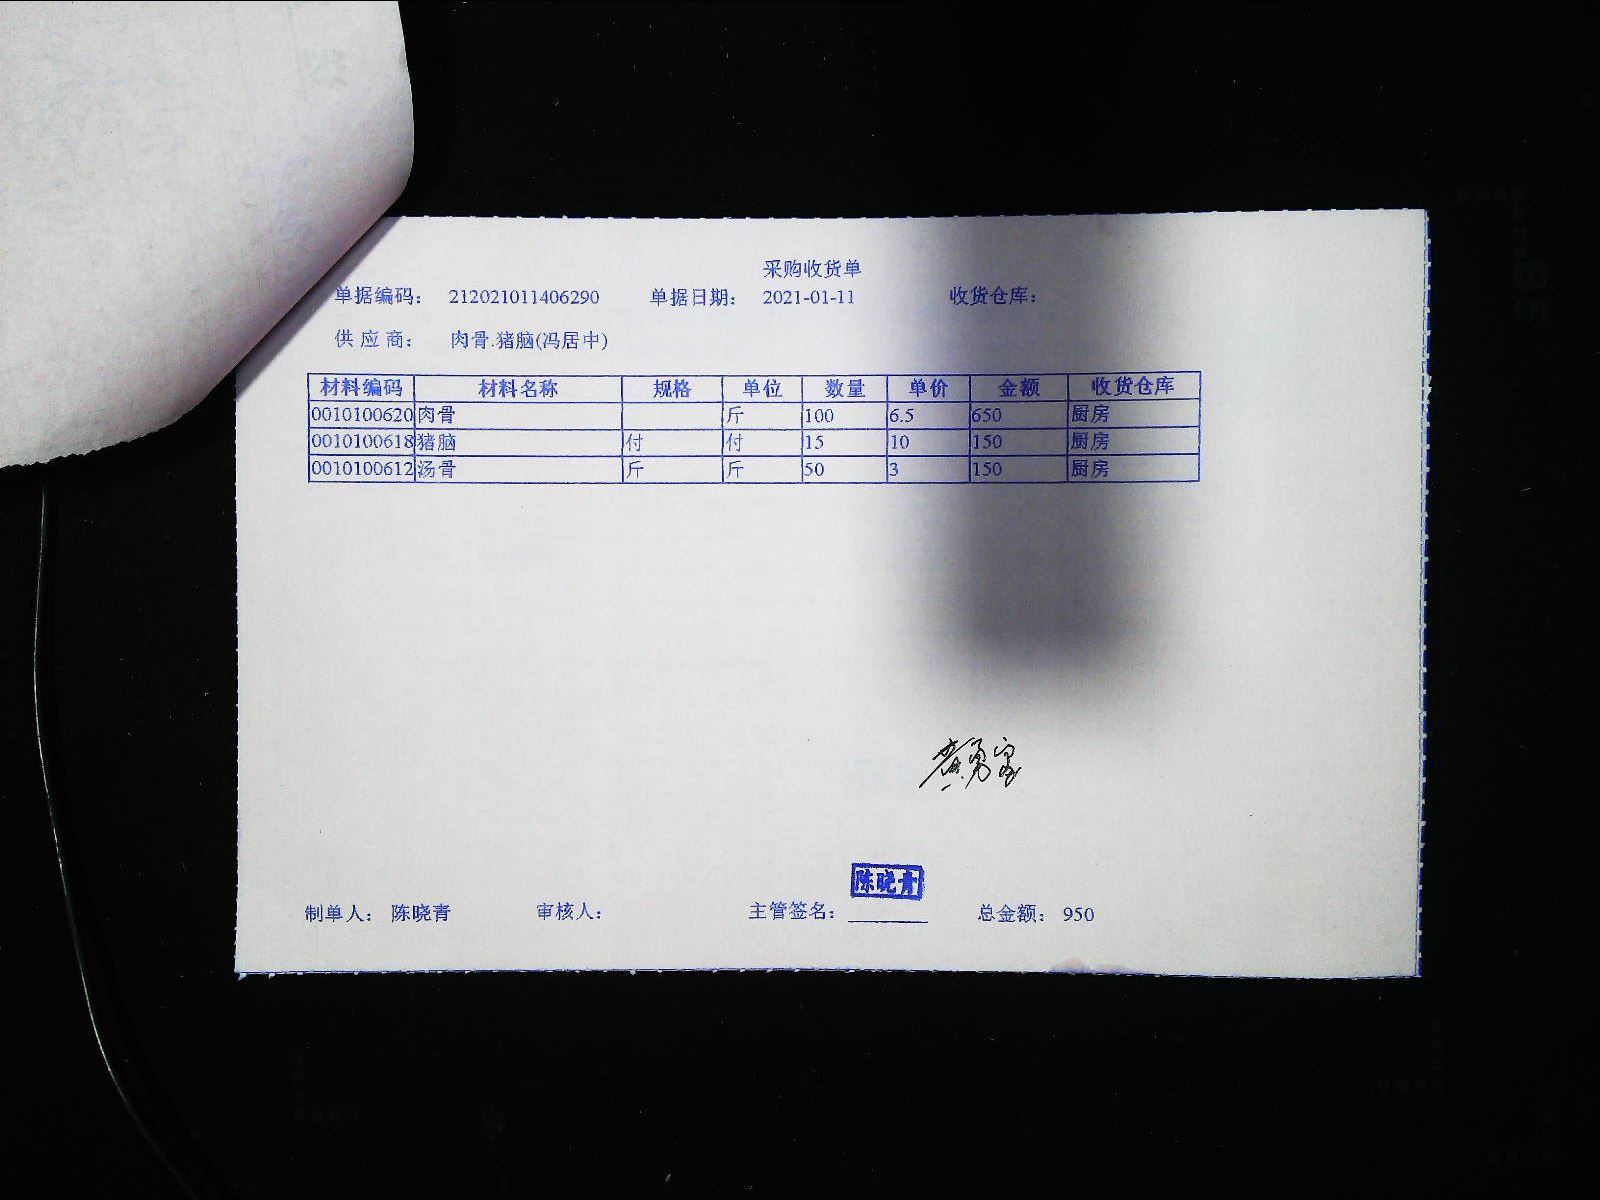 采购收货单
单据编码： 212021011406290 单据日期： 2021-01-11 收货仓库：
供应商： 肉骨.猪脑(冯居中)
材料编码 材料名称 规格 单位 数量 单价 金额 收货仓库
0010100620 肉骨 斤 100 6.5 650 厨房
0010100618 猪脑 付 付 15 10 150 厨房
0010100612 汤骨 斤 斤 50 3 150 厨房
陈晓青
制单人： 陈晓青 审核人： 主管签名： 总金额： 950